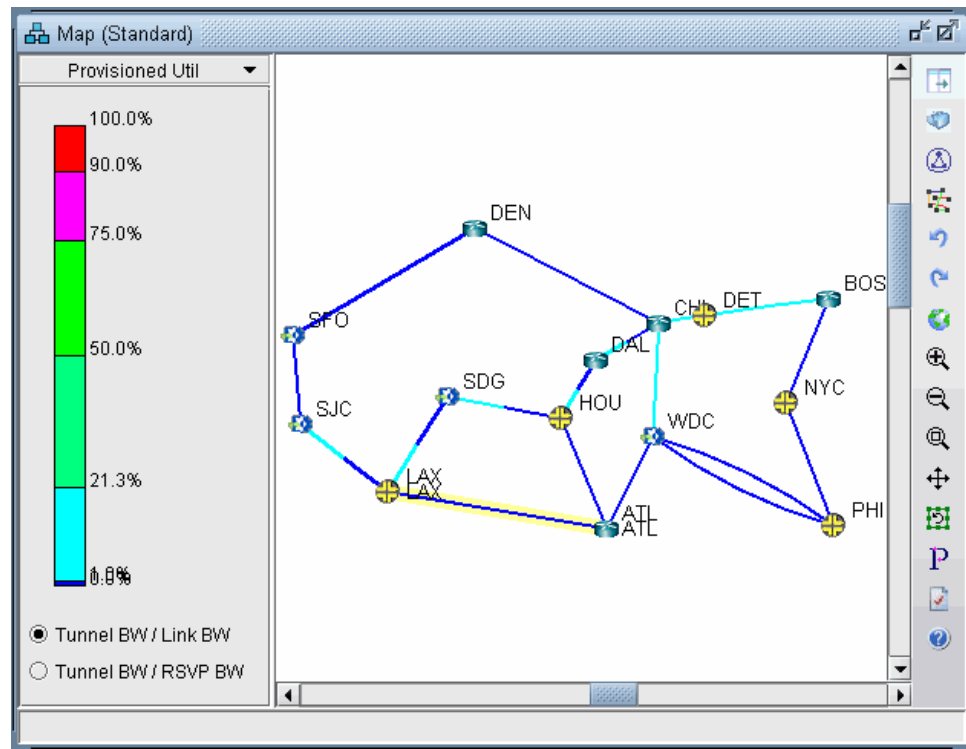 Map (Standard)
Provisioned Util
100.0%
90.0%
75.0%
50.0%
21.3%
Tunnel BW / Link BW
Tunnel BW / RSVP BW
DEN
SFO
CHI
DET
BOS
DAL
SDG
HOU
NYC
SJC
WDC
LAX
LAX
ATL
ATL
PHI
P
?